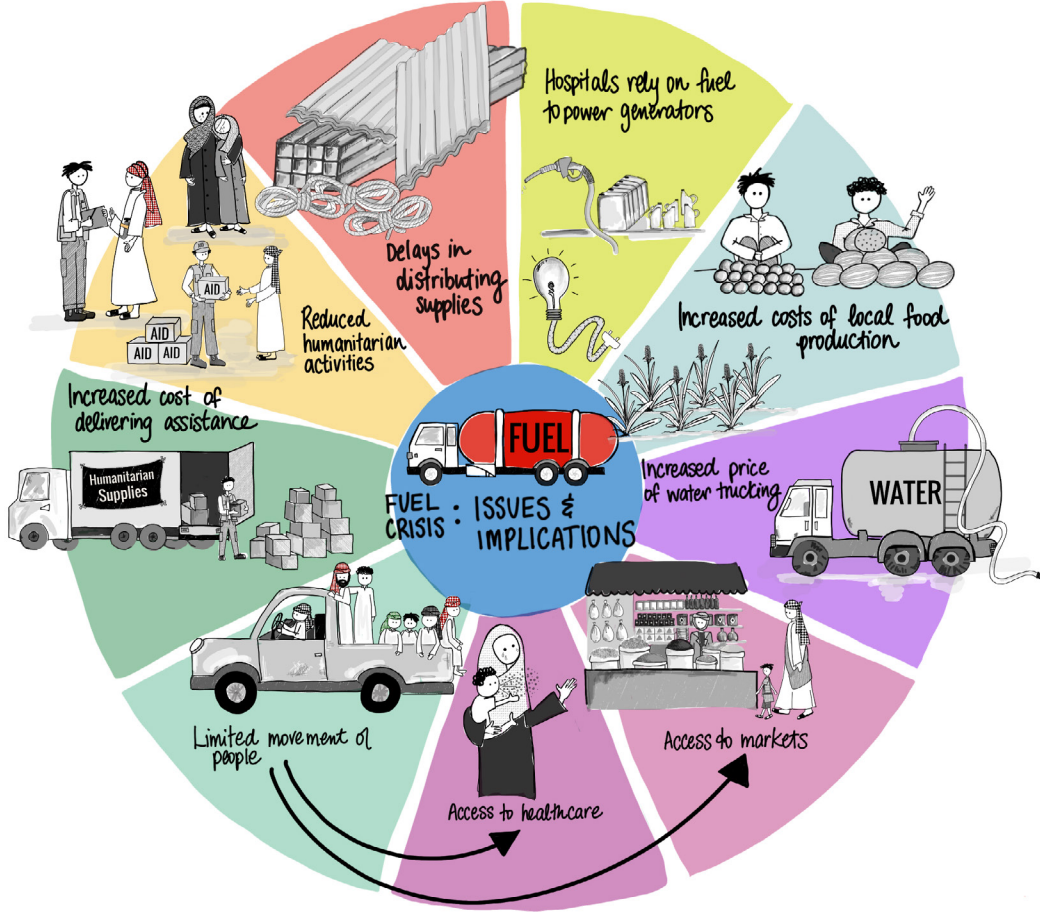 FUEL
FUEL
CRISIS : ISSUES &
IMPLICATIONS
Hospitals rely on fuel
to power generators
Increased costs of local food
production
Increased price
of water trucking
WATER
Access to markets
Access to healthcare
Limited movement of
people
Increased cost of
delivering assistance
Humanitarian
Supplies
Reduced
humanitarian
activities
AID
AID
AID AID
Delays in
distributing
supplies